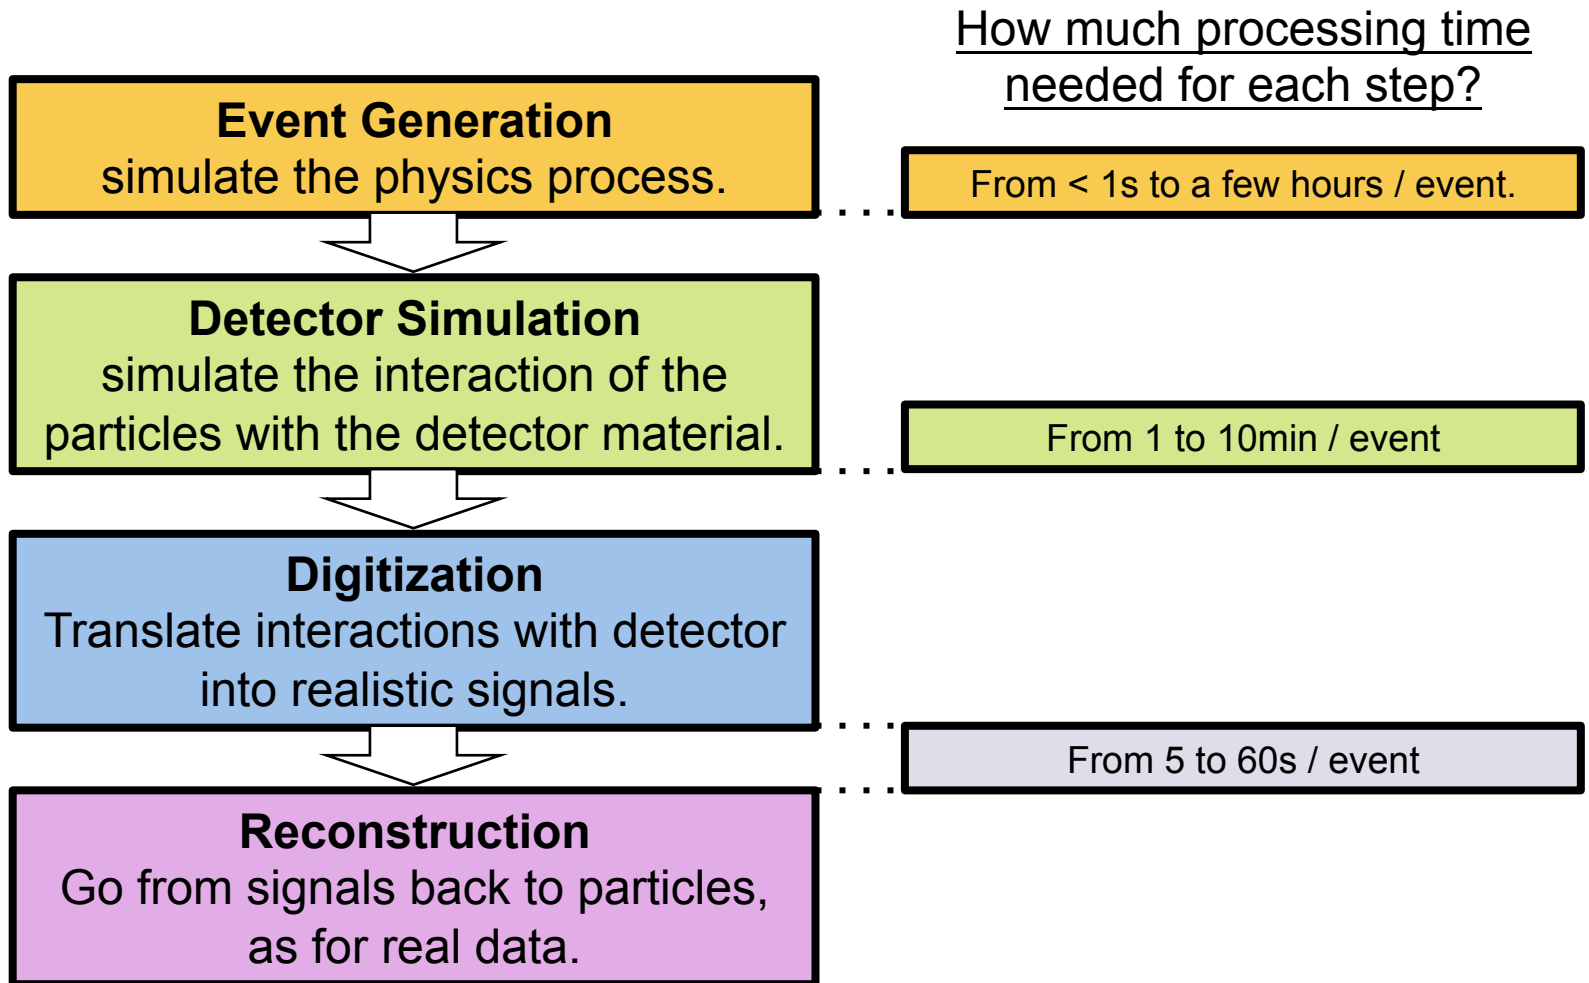 How much processing time
needed for each step?
Event Generation
simulate the physics process.
From < 1s to a few hours / event.
Detector Simulation
simulate the interaction of the
particles with the detector material.
From 1 to 10min / event
Digitization
Translate interactions with detector
into realistic signals.
From 5 to 60s / event
Reconstruction
Go from signals back to particles,
as for real data.